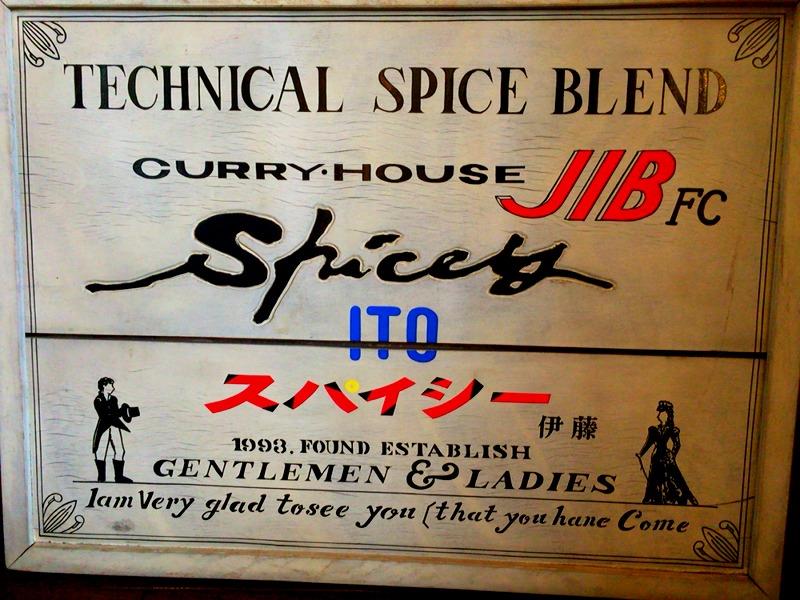 TECHNICAL SPICE BLEND
CURRY·HOUSE JIB FC
Spicey
ITO
スパイシー
伊藤
1993. FOUND ESTABLISH
GENTLEMEN & LADIES
Iam Very glad tosee you (that you hane Come